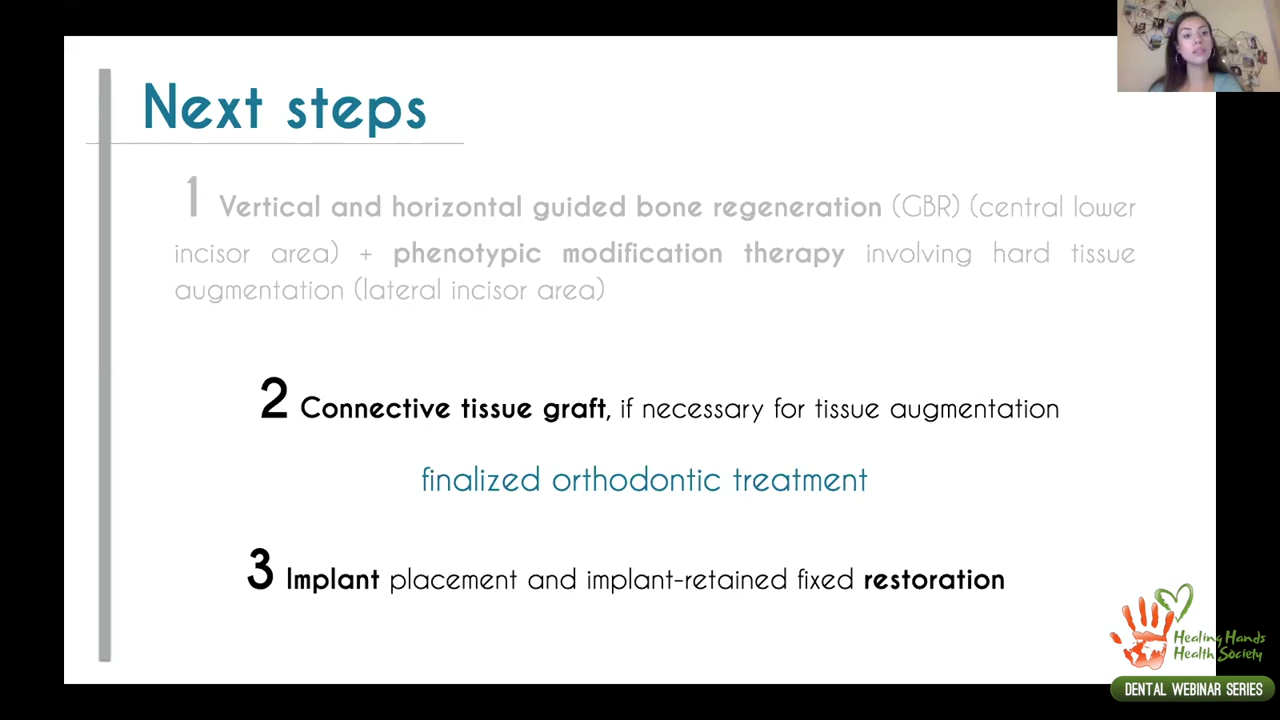 Next steps
1 Vertical and horizontal guided bone regeneration (GBR) (central lower
incisor area) + phenotypic modification therapy involving hard tissue
augmentation (lateral incisor area)
2 Connective tissue graft, if necessary for tissue augmentation
finalized orthodontic treatment
3 Implant placement and implant-retained fixed restoration
Healing Hands
Health Society
DENTAL WEBINAR SERIES